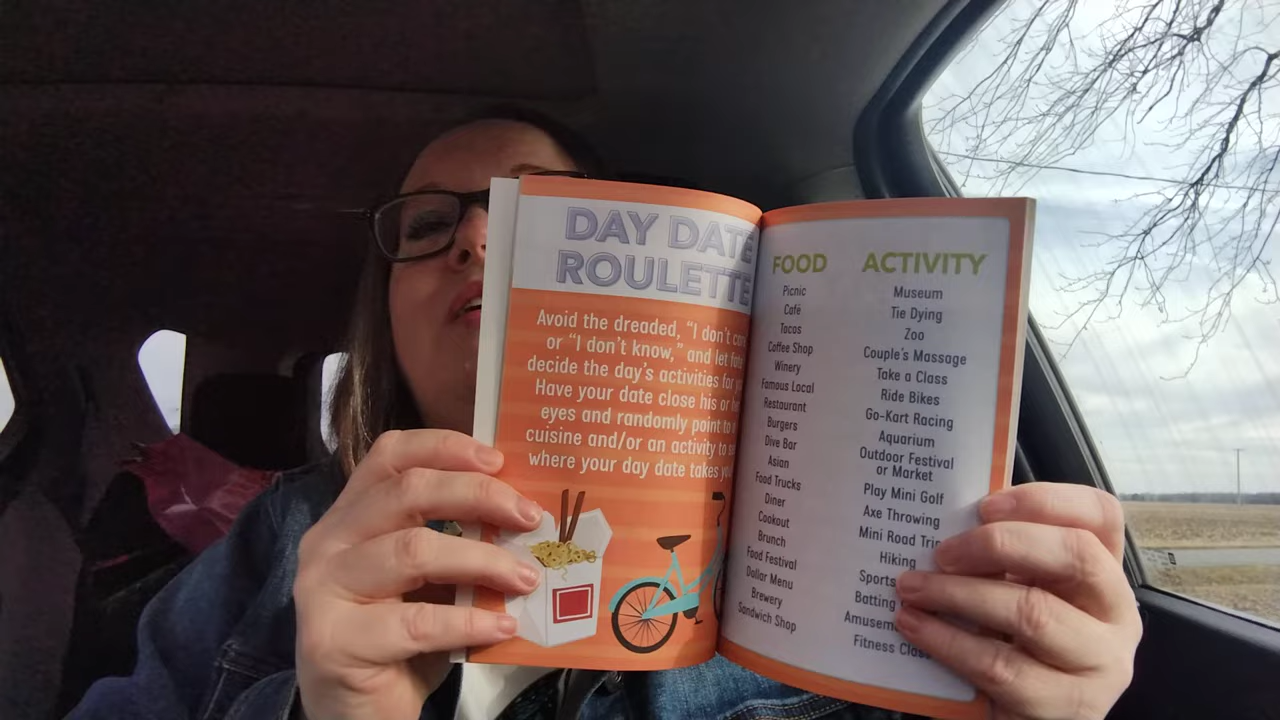 DAY DATE
ROULETTE
Avoid the dreaded, "I don't
or "I don't know," and let
decide the day's activities for
Have your date close his or
eyes and randomly point to
cuisine and/or an activity to
where your day date takes
FOOD
Picnic
Café
Tacos
Coffee Shop
Winery
Famous Local
Restaurant
Burgers
Dive Bar
Asian
Food Trucks
Diner
Cookout
Brunch
Food Festival
Dollar Menu
Brewery
Sandwich Shop
ACTIVITY
Museum
Tie Dying
Zoo
Couple's Massage
Take a Class
Ride Bikes
Go-Kart Racing
Aquarium
Outdoor Festival
or Market
Play Mini Golf
Axe Throwing
Mini Road Trip
Hiking
Sports
Batting
Fitness